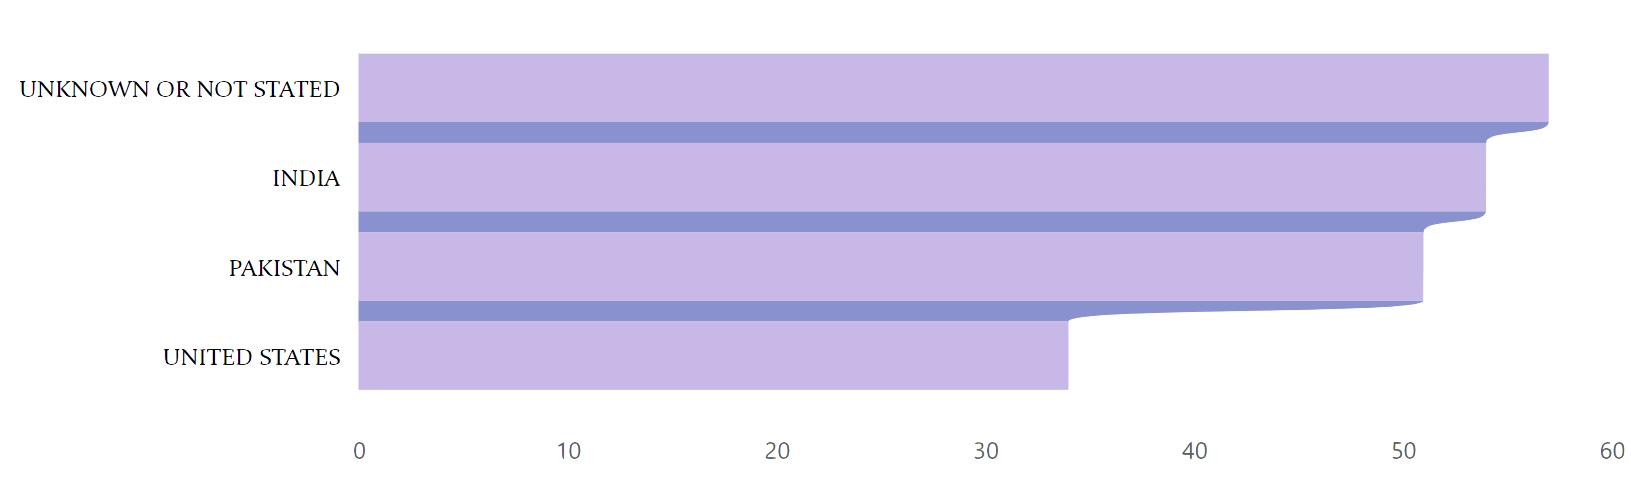 UNKNOWN OR NOT STATED
INDIA
PAKISTAN
UNITED STATES
0 10 20 30 40 50 60